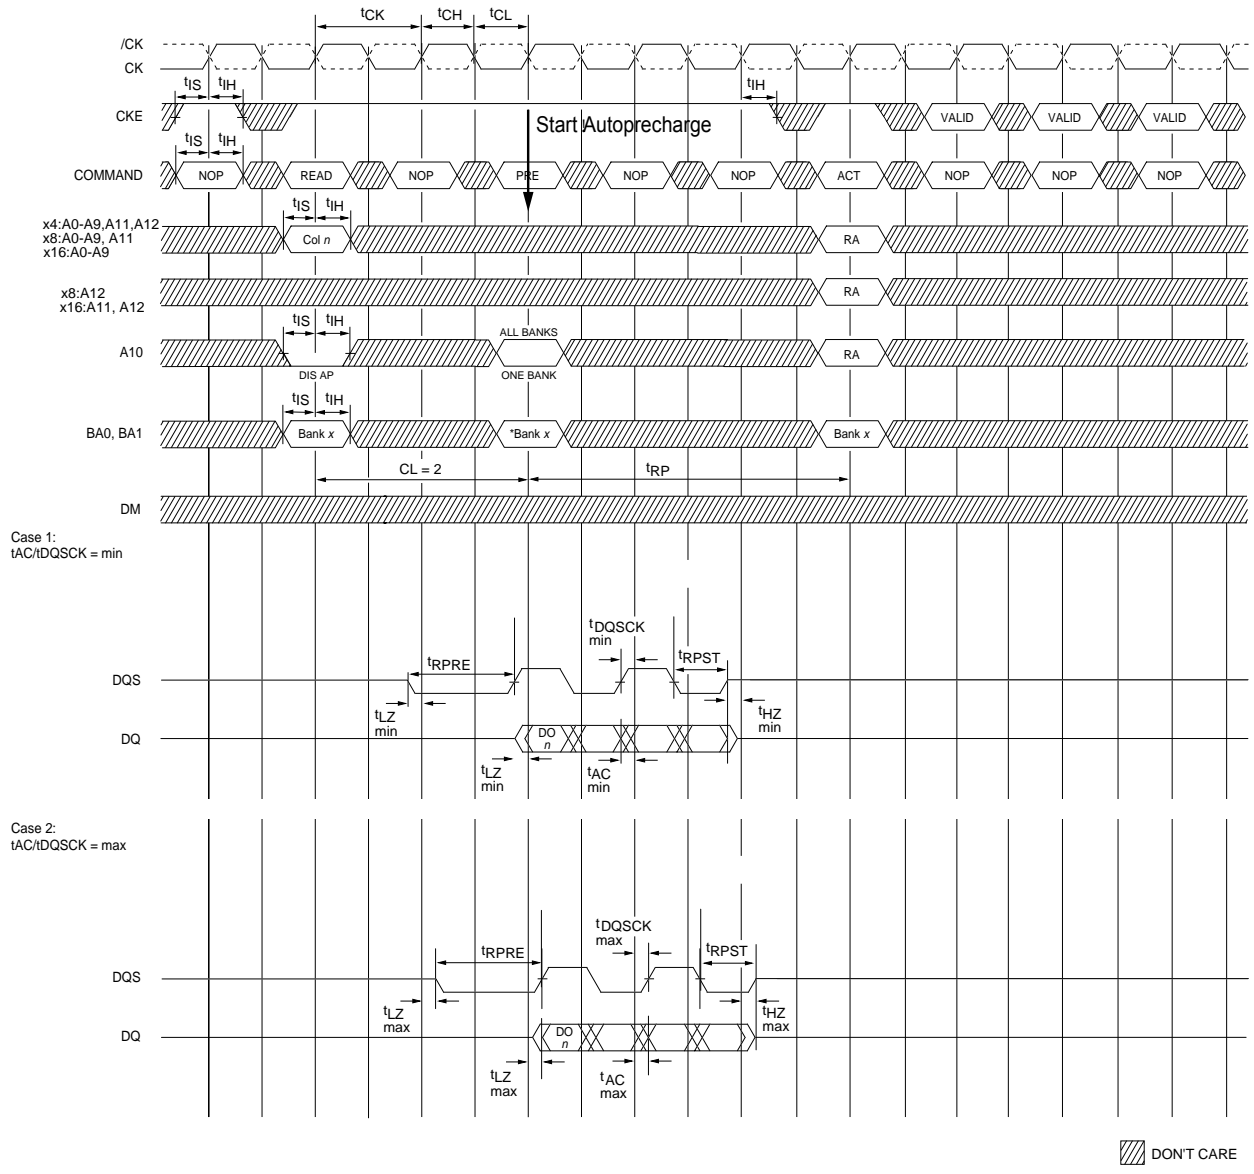 tCK tCH tCL
/CK
CK
tIS tIH tIH
CKE VALID VALID VALID
Start Autoprecharge
tIS tIH
COMMAND NOP READ NOP PRE NOP NOP ACT NOP NOP NOP
tIS tIH
x4:A0-A9,A11,A12
x8:A0-A9, A11
x16:A0-A9
Col n RA
x8:A12
x16:A11, A12
RA
tIS tIH ALL BANKS
A10 RA
DIS AP ONE BANK
tIS tIH
BA0, BA1 Bank x *Bank x Bank x
CL = 2 tRP
DM
Case 1:
tAC/tDQSCK = min
tDQSCK
min
tRPRE tRPST
DQS
tLZ
min
tHZ
min
DQ DO
n
tLZ
min
tAC
min
Case 2:
tAC/tDQSCK = max
tDQSCK
max
tRPRE tRPST
DQS
tLZ
max
tHZ
max
DQ DO
n
tLZ
max
tAC
max
DON'T CARE